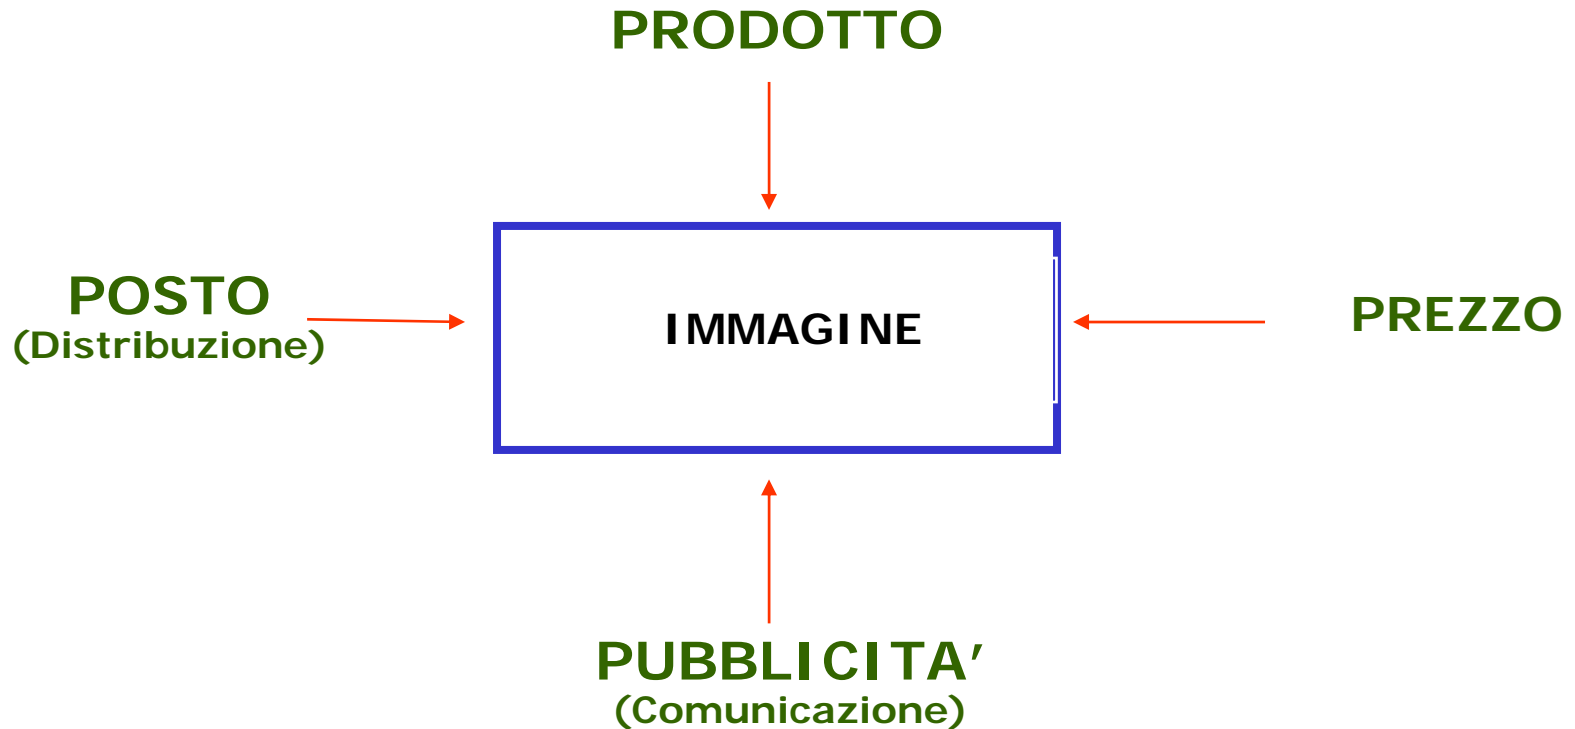 PRODOTTO
POSTO
(Distribuzione)
IMMAGINE
PREZZO
PUBBLICITA’
(Comunicazione)